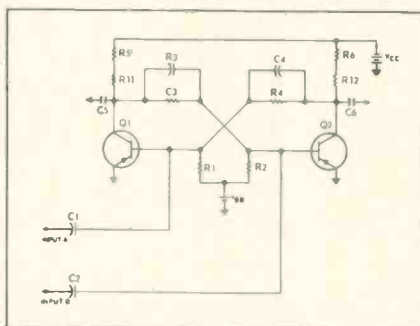 R5 R6 VCC
R3 C4
R11 R12
C5 C3 R4 C6
Q1 Q2
R1 R2
VBB
C1
INPUT A
C2
INPUT B